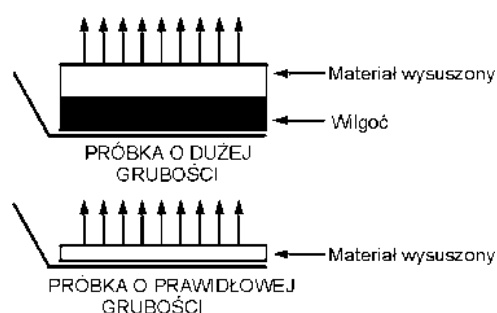 Materiał wysuszony
Wilgoć
PRÓBKA O DUŻEJ
GRUBOŚCI
Materiał wysuszony
PRÓBKA O PRAWIDŁOWEJ
GRUBOŚCI